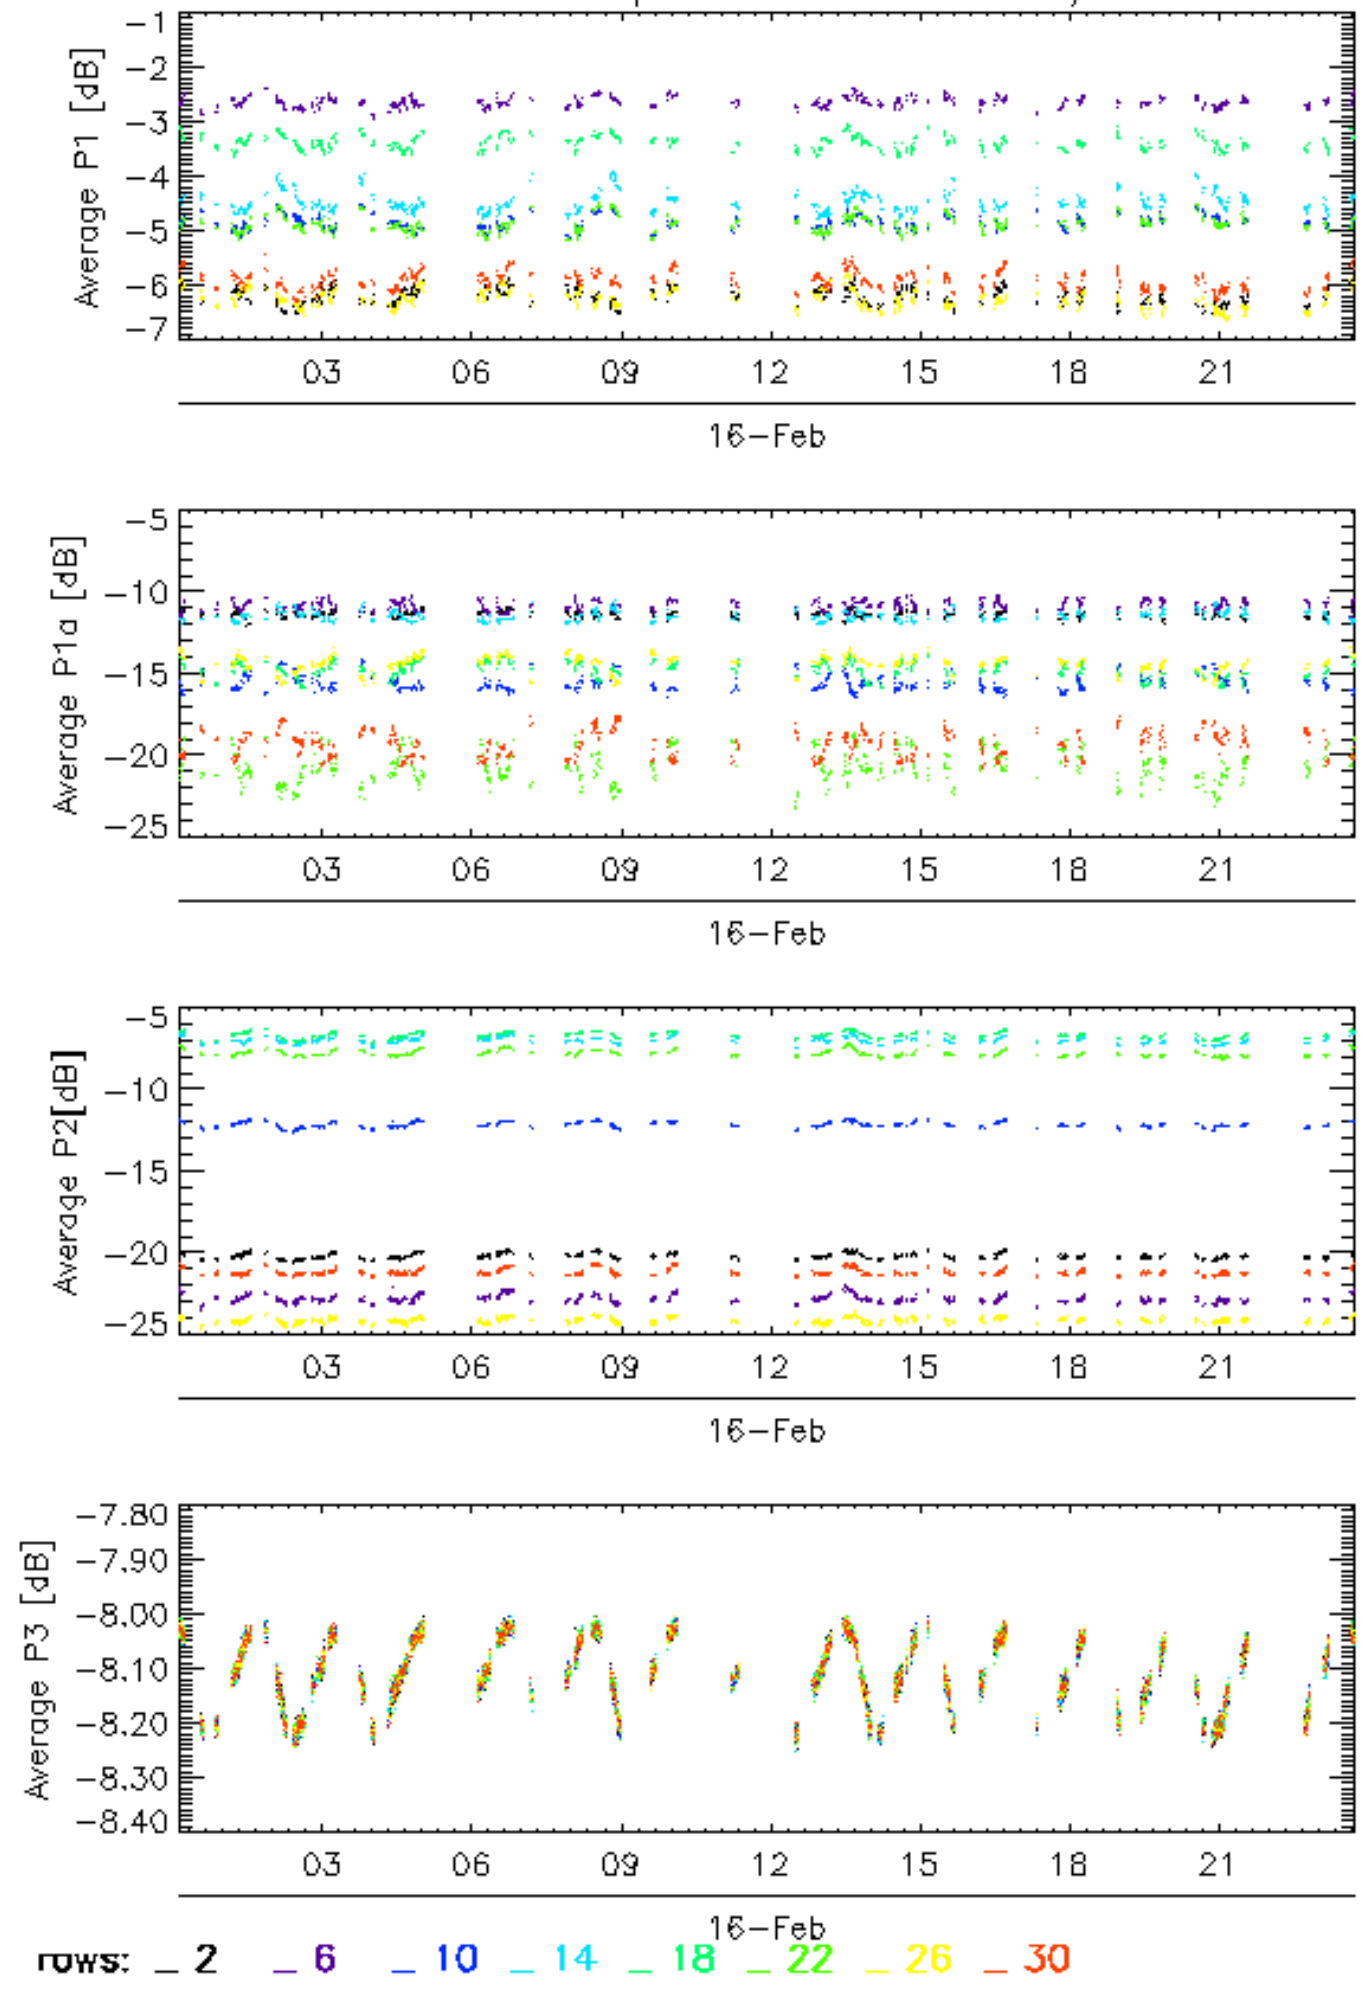 Average P1 [dB]
-1
-2
-3
-4
-5
-6
-7
03 06 09 12 15 18 21
16-Feb
Average P1a [dB]
-5
-10
-15
-20
-25
03 06 09 12 15 18 21
16-Feb
Average P2[dB]
-5
-10
-15
-20
-25
03 06 09 12 15 18 21
16-Feb
Average P3 [dB]
-7.80
-7.90
-8.00
-8.10
-8.20
-8.30
-8.40
03 06 09 12 15 18 21
16-Feb
rows: _ 2 _ 6 _ 10 _ 14 _ 18 _ 22 _ 26 _ 30